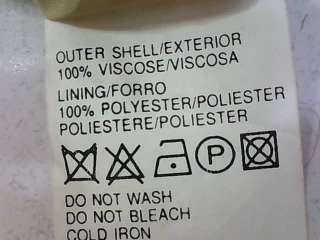 OUTER SHELL/EXTERIOR
100% VISCOSE/VISCOSA
LINING/FORRO
100% POLYESTER/POLIESTER
POLIESTERE/POLIESTER
P
DO NOT WASH
DO NOT BLEACH
COLD IRON